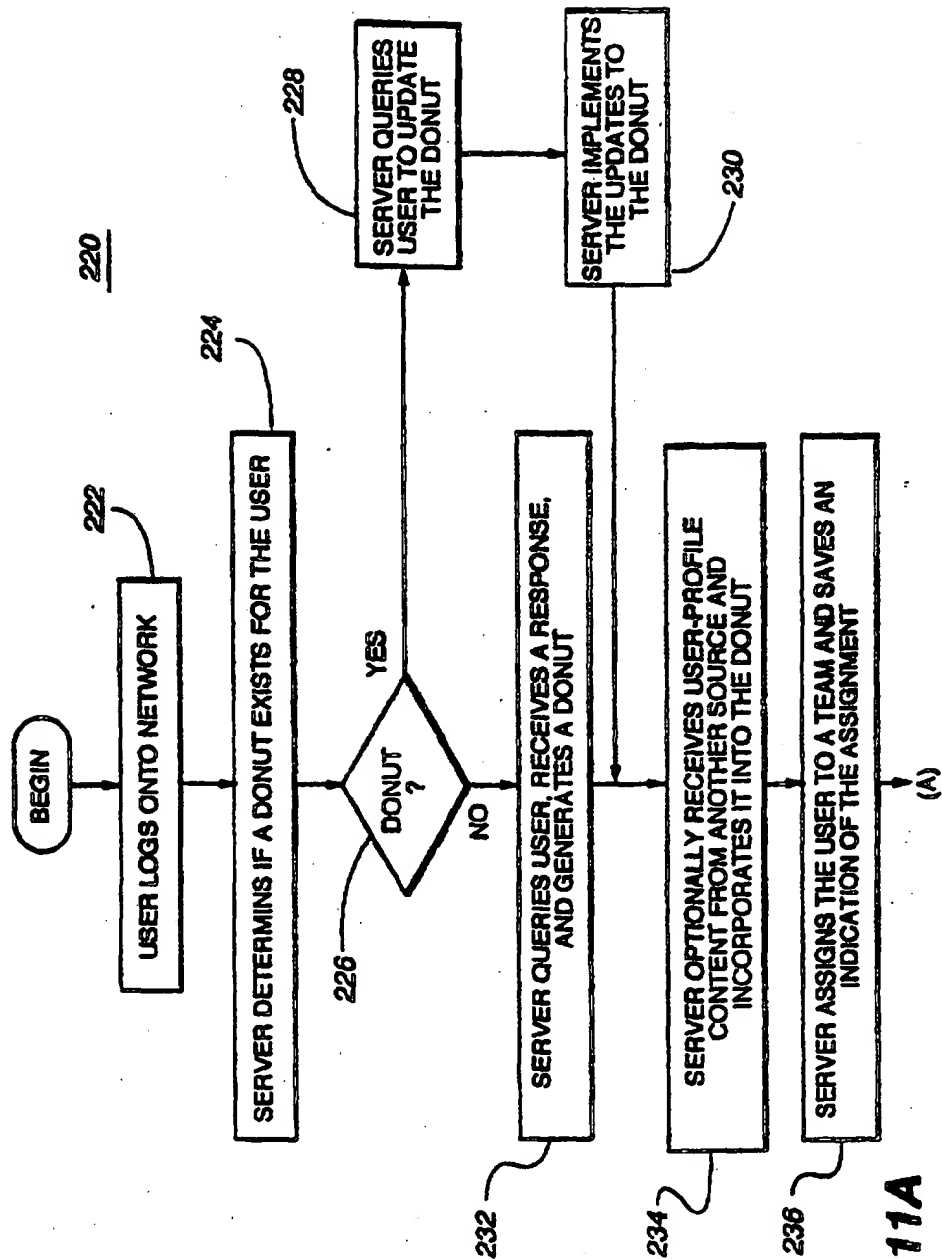 220
BEGIN
USER LOGS ONTO NETWORK
222
SERVER DETERMINS IF A DONUT EXISTS FOR THE USER
224
DONUT
?
226
YES
NO
SERVER QUERIES
USER TO UPDATE
THE DONUT
228
SERVER IMPLEMENTS
THE UPDATES TO
THE DONUT
230
SERVER QUERIES USER, RECEIVES A RESPONSE,
AND GENERATES A DONUT
232
SERVER OPTIONALLY RECEIVES USER-PROFILE
CONTENT FROM ANOTHER SOURCE AND
INCORPORATES IT INTO THE DONUT
234
SERVER ASSIGNS THE USER TO A TEAM AND SAVES AN
INDICATION OF THE ASSIGNMENT
236
(A)
11A